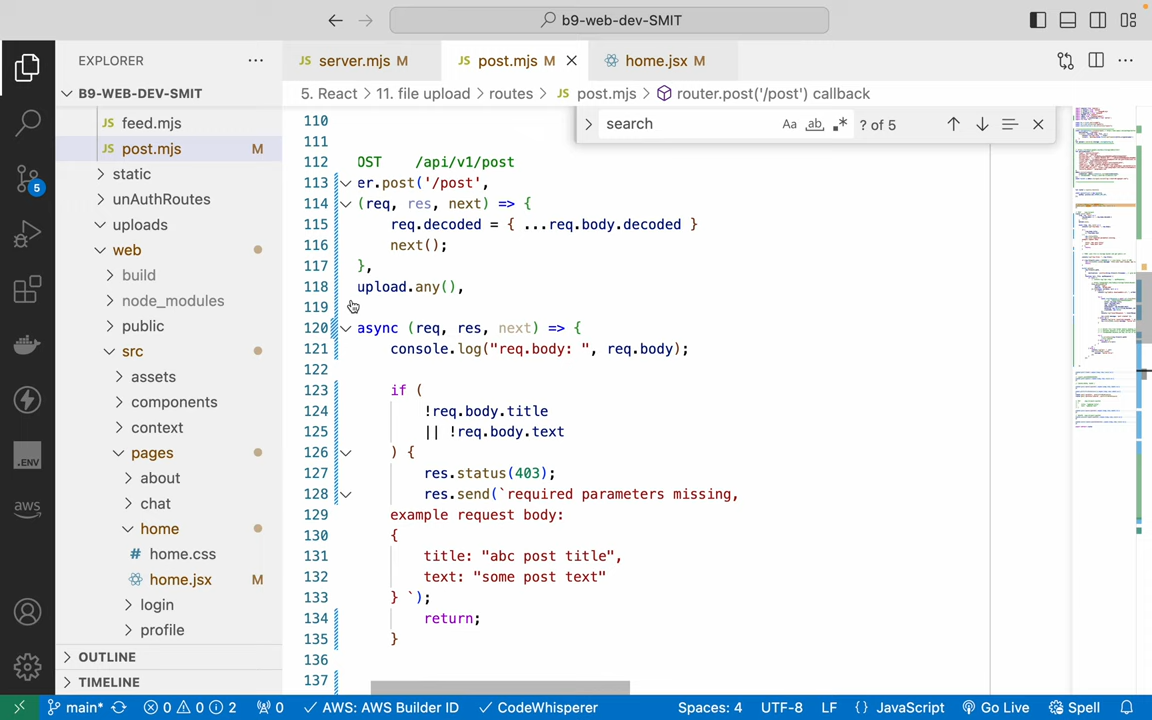 b9-web-dev-SMIT
EXPLORER
JS server.mjs M
JS post.mjs M
home.jsx M
B9-WEB-DEV-SMIT
5. React > 11. file upload > routes > JS post.mjs > router.post('/post') callback
search
Aa ab
? of 5
JS feed.mjs
JS post.mjs M
static
unAuthRoutes
uploads
web
build
node_modules
public
src
assets
components
context
pages
about
chat
home
# home.css
home.jsx M
login
profile
OUTLINE
TIMELINE
5
.ENV
aws
110
111
112 OST /api/v1/post
113 er.post('/post',
114 (req, res, next) => {
115 req.decoded = { ...req.body.decoded }
116 next();
117 },
118 upload.any(),
119
120 async (req, res, next) => {
121 console.log("req.body: ", req.body);
122
123 if (
124 !req.body.title
125 || !req.body.text
126 ) {
127 res.status(403);
128 res.send(`required parameters missing,
129 example request body:
130 {
131 title: "abc post title",
132 text: "some post text"
133 } `);
134 return;
135 }
136
137
main* 0 0 2 0 AWS: AWS Builder ID CodeWhisperer Spaces: 4 UTF-8 LF {} JavaScript Go Live Spell